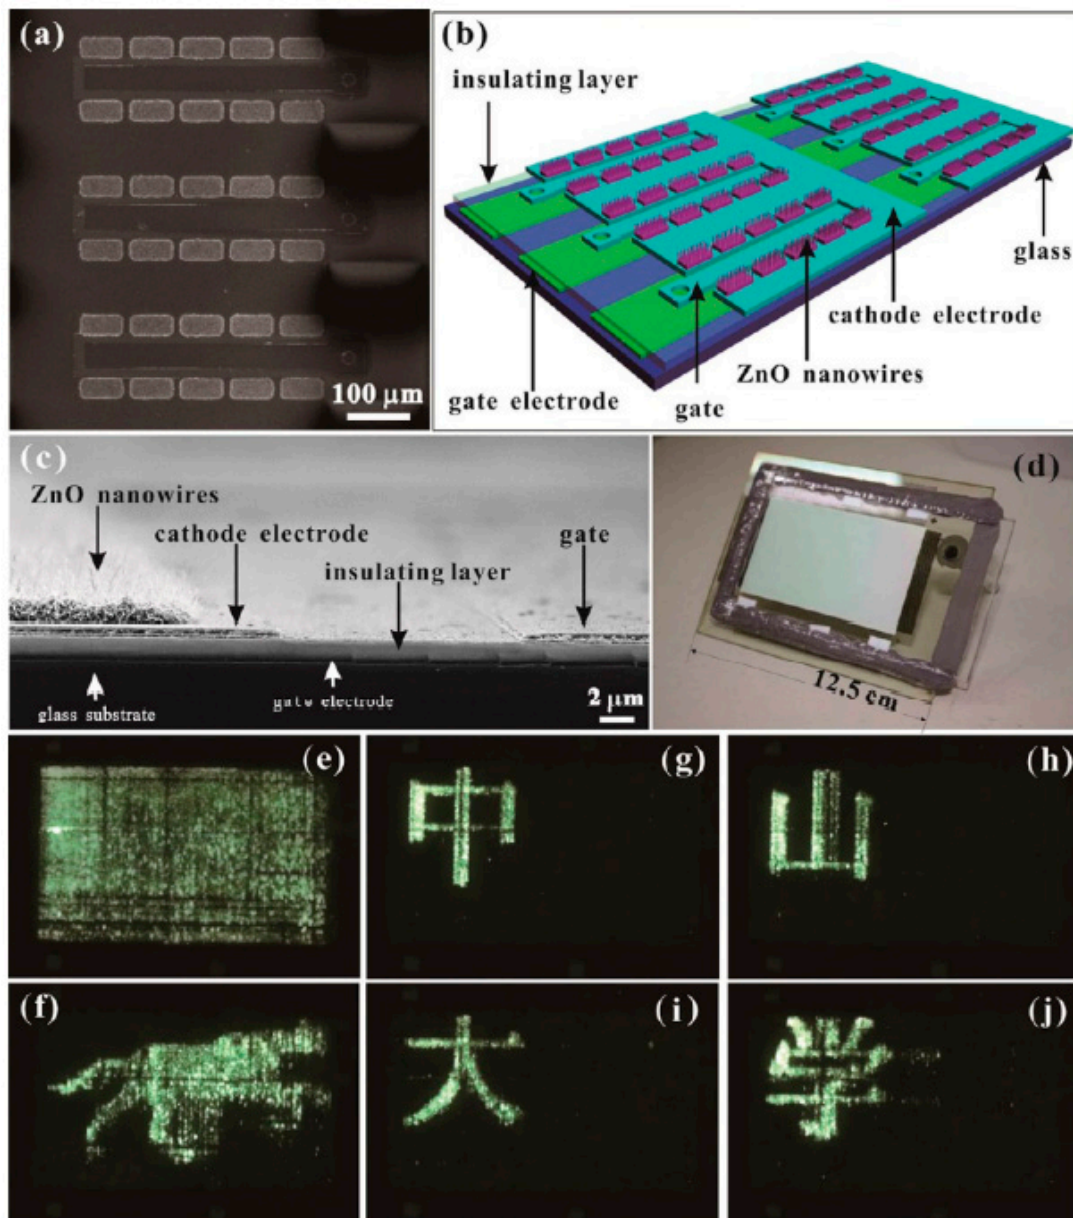 (a)
100 μm
(b)
insulating layer
glass
cathode electrode
ZnO nanowires
gate
gate electrode
(c)
ZnO nanowires
cathode electrode
gate
insulating layer
gate electrode
glass substrate
2 μm
(d)
12.5 cm
(e)
(g)
中
(h)
山
(f)
(i)
大
(j)
学